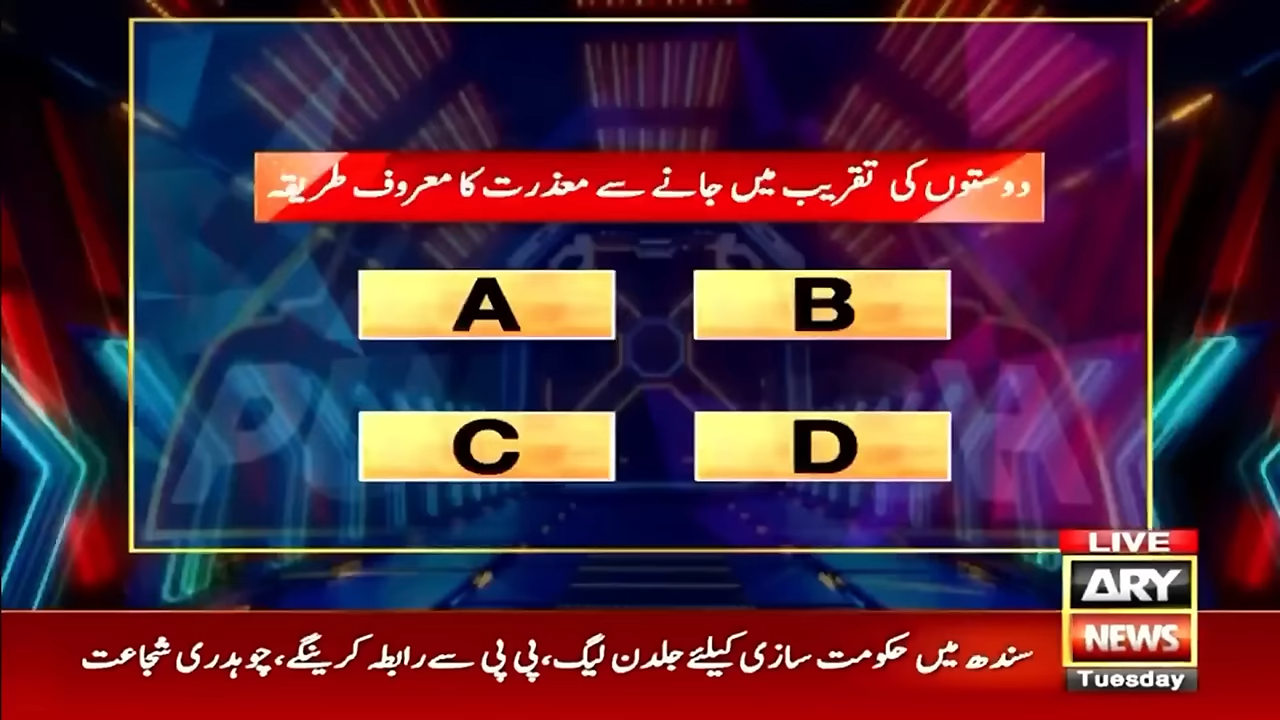 دوستوں کی تقریب میں جانے سے معذرت کا معروف طریقہ
A B
C D
LIVE
ARY
NEWS
Tuesday
سندھ میں حکومت سازی کیلئے جلد ن لیگ، پی پی سے رابطہ کرینگے، چوہدری شجاعت